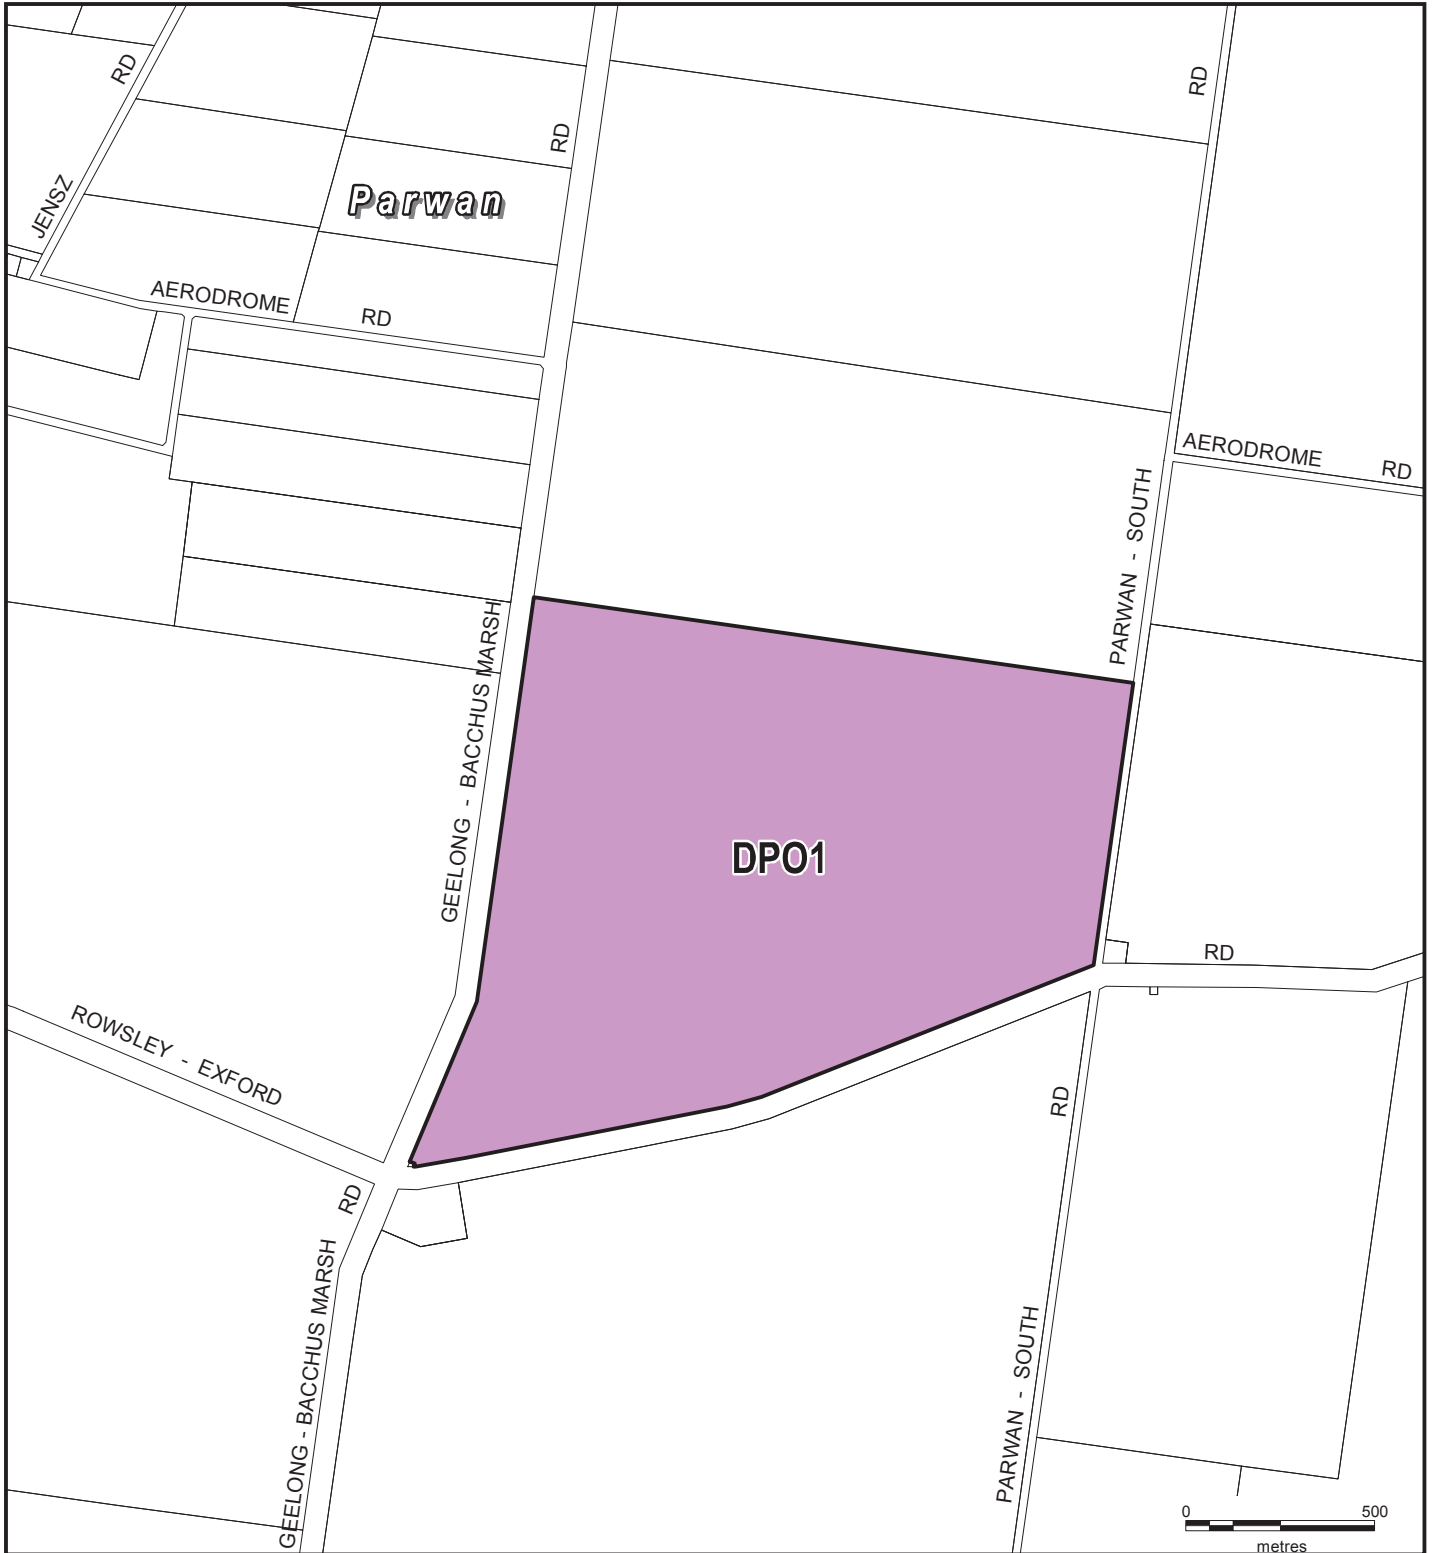 RD
RD
RD
JENSZ
Parwan
AERODROME
RD
AERODROME
RD
PARWAN - SOUTH
GEELONG - BACCHUS MARSH
DPO1
RD
ROWSLEY - EXFORD
RD
RD
GEELONG - BACCHUS MARSH
PARWAN - SOUTH
0 500
metres